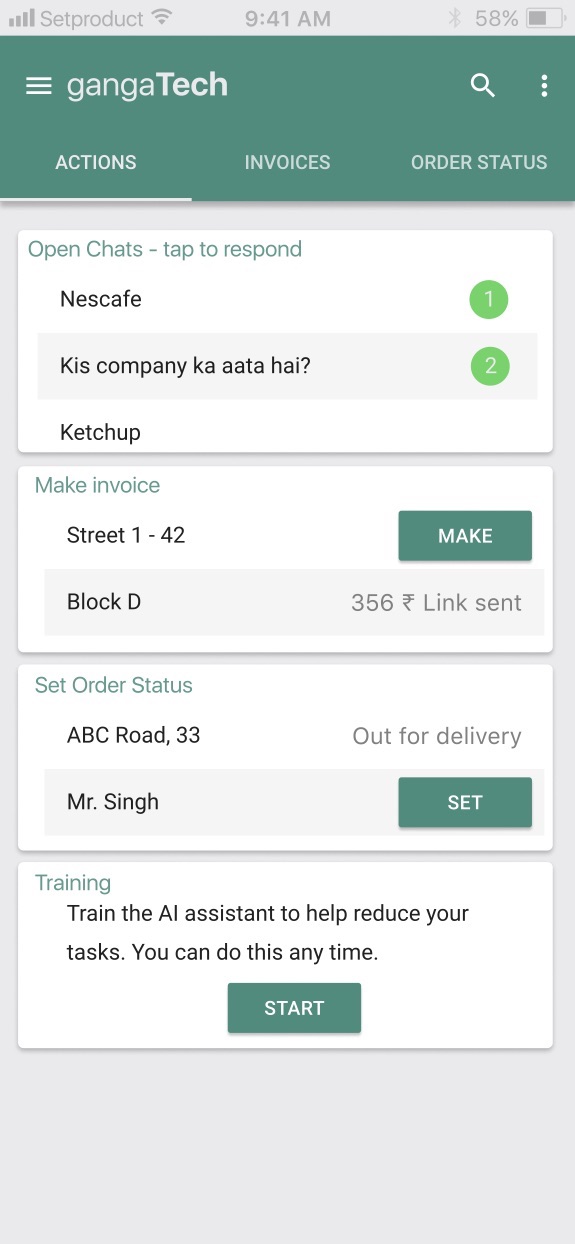 Setproduct 9:41 AM 58%
gangaTech
ACTIONS INVOICES ORDER STATUS
Open Chats - tap to respond
Nescafe 1
Kis company ka aata hai? 2
Ketchup
Make invoice
Street 1 - 42 MAKE
Block D 356 ₹ Link sent
Set Order Status
ABC Road, 33 Out for delivery
Mr. Singh SET
Training
Train the AI assistant to help reduce your
tasks. You can do this any time.
START